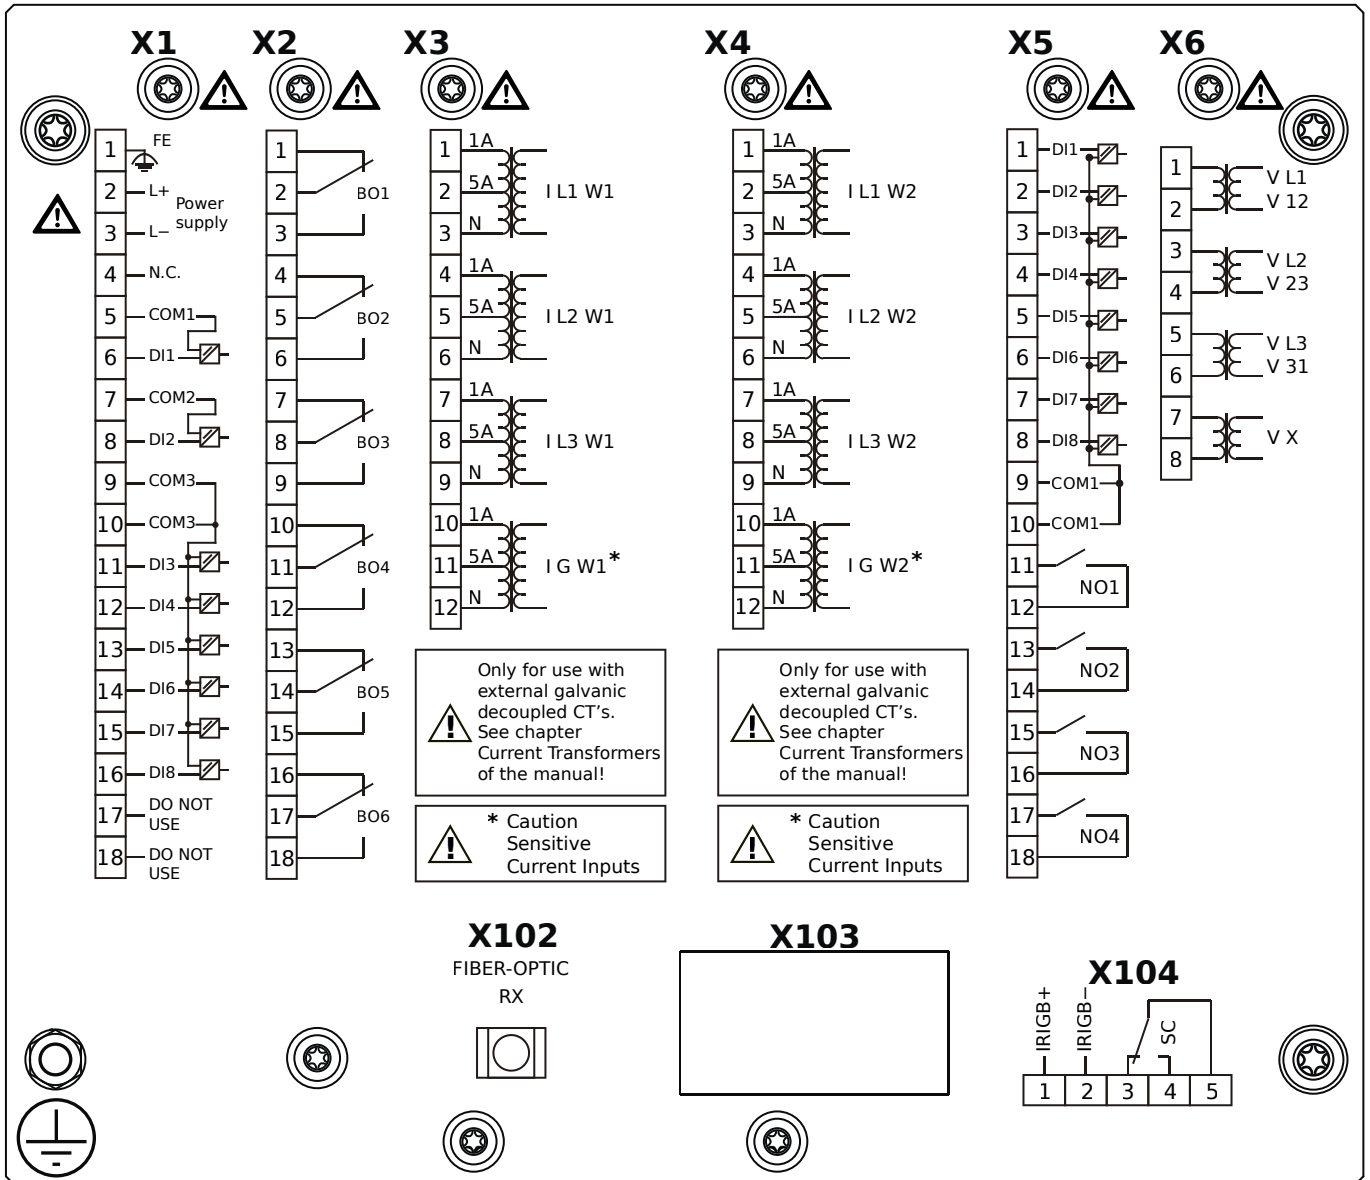 X1
X2
X3
X4
X5
X6
1 FE
2 L+
Power
supply
3 L−
4 N.C.
5 COM1
6 DI1
7 COM2
8 DI2
9 COM3
10 COM3
11 DI3
12 DI4
13 DI5
14 DI6
15 DI7
16 DI8
17 DO NOT
USE
18 DO NOT
USE
1
2 BO1
3
4
5 BO2
6
7
8 BO3
9
10
11 BO4
12
13
14 BO5
15
16
17 BO6
18
1 1A
2 5A I L1 W1
3 N
4 1A
5 5A I L2 W1
6 N
7 1A
8 5A I L3 W1
9 N
10 1A
11 5A I G W1*
12 N
Only for use with
external galvanic
decoupled CT's.
See chapter
Current Transformers
of the manual!
* Caution
Sensitive
Current Inputs
1 1A
2 5A I L1 W2
3 N
4 1A
5 5A I L2 W2
6 N
7 1A
8 5A I L3 W2
9 N
10 1A
11 5A I G W2*
12 N
Only for use with
external galvanic
decoupled CT's.
See chapter
Current Transformers
of the manual!
* Caution
Sensitive
Current Inputs
1 DI1
2 DI2
3 DI3
4 DI4
5 DI5
6 DI6
7 DI7
8 DI8
9 COM1
10 COM1
11
NO1
12
13
NO2
14
15
NO3
16
17
NO4
18
1
V L1
2
V 12
3
V L2
4
V 23
5
V L3
6
V 31
7
V X
8
X102
FIBER-OPTIC
RX
X103
X104
IRIGB+
IRIGB−
SC
1 2 3 4 5